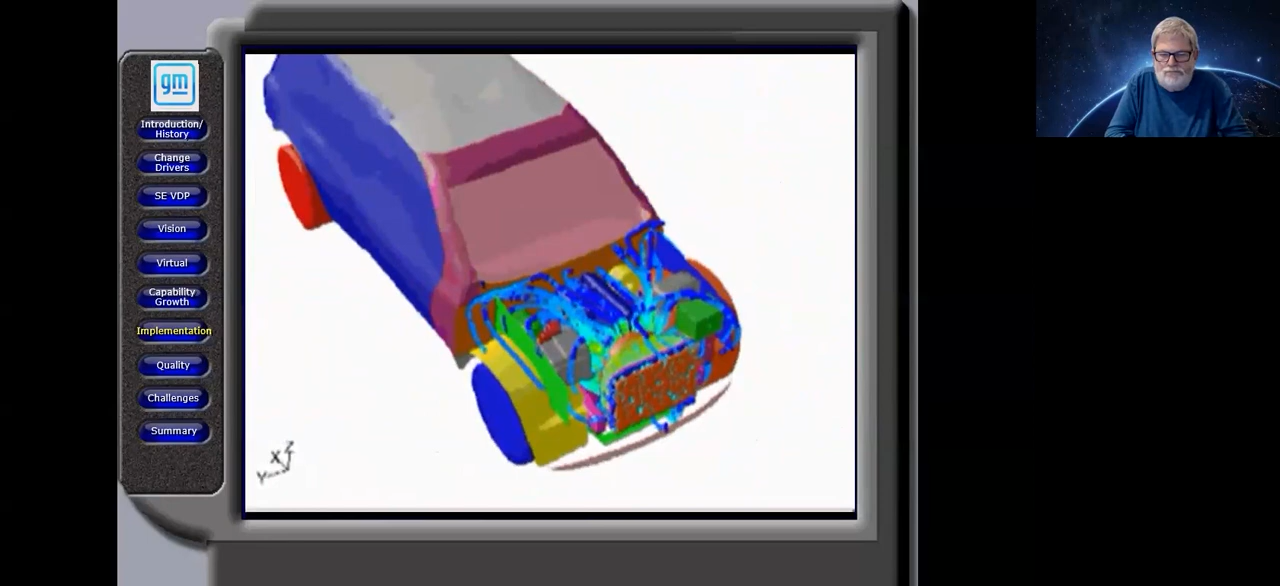 gm
Introduction/
History
Change
Drivers
SE VDP
Vision
Virtual
Capability
Growth
Implementation
Quality
Challenges
Summary
Z
X
Y